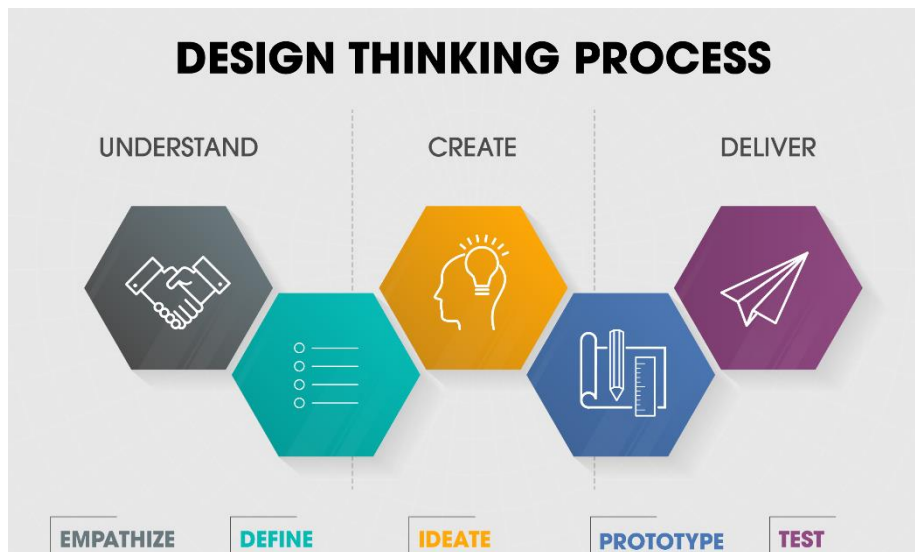 DESIGN THINKING PROCESS
UNDERSTAND CREATE DELIVER
EMPATHIZE DEFINE IDEATE PROTOTYPE TEST